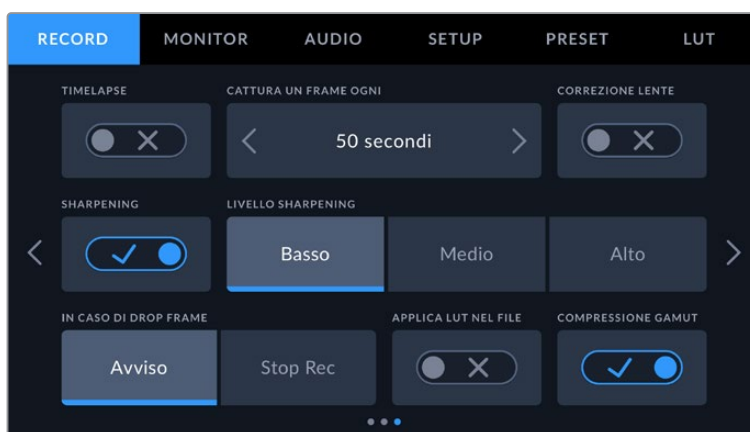 RECORD MONITOR AUDIO SETUP PRESET LUT
TIMELAPSE CATTURA UN FRAME OGNI CORREZIONE LENTE
50 secondi
SHARPENING LIVELLO SHARPENING
Basso Medio Alto
IN CASO DI DROP FRAME APPLICA LUT NEL FILE COMPRESSIONE GAMUT
Avviso Stop Rec